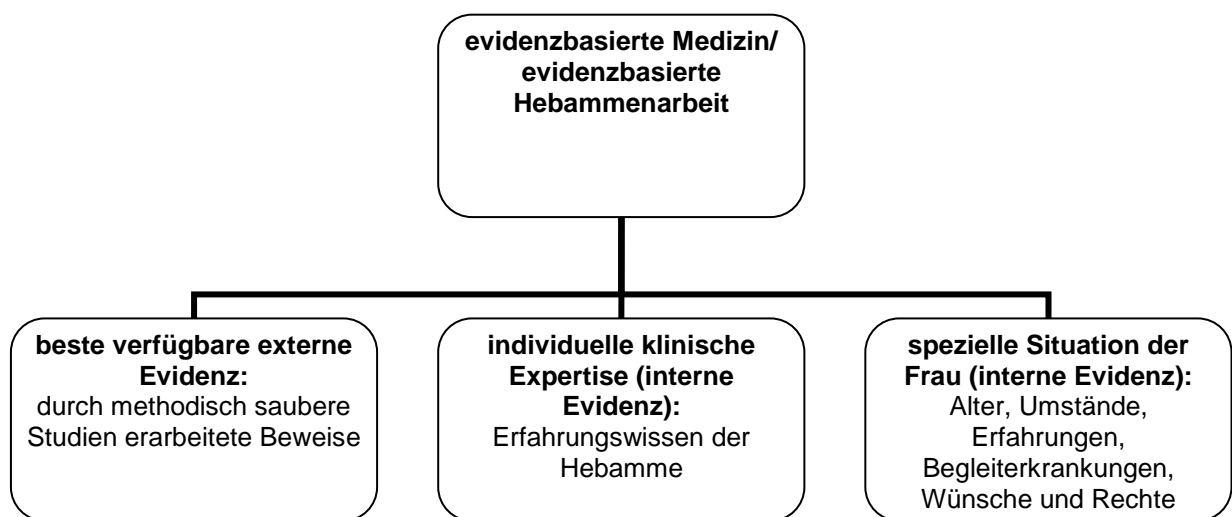 evidenzbasierte Medizin/
evidenzbasierte
Hebammenarbeit
beste verfügbare externe
Evidenz:
durch methodisch saubere
Studien erarbeitete Beweise
individuelle klinische
Expertise (interne
Evidenz):
Erfahrungswissen der
Hebamme
spezielle Situation der
Frau (interne Evidenz):
Alter, Umstände,
Erfahrungen,
Begleiterkrankungen,
Wünsche und Rechte